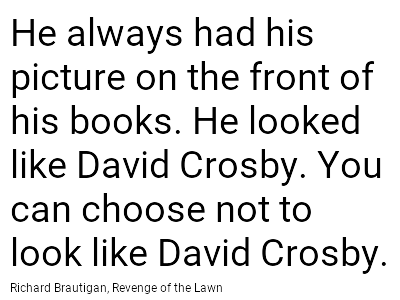 He always had his
picture on the front of
his books. He looked
like David Crosby. You
can choose not to
look like David Crosby.
Richard Brautigan, Revenge of the Lawn